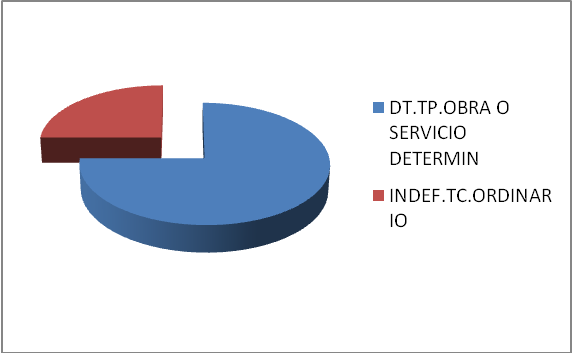 DT.TP.OBRA O
SERVICIO
DETERMIN
INDEF.TC.ORDINAR
IO